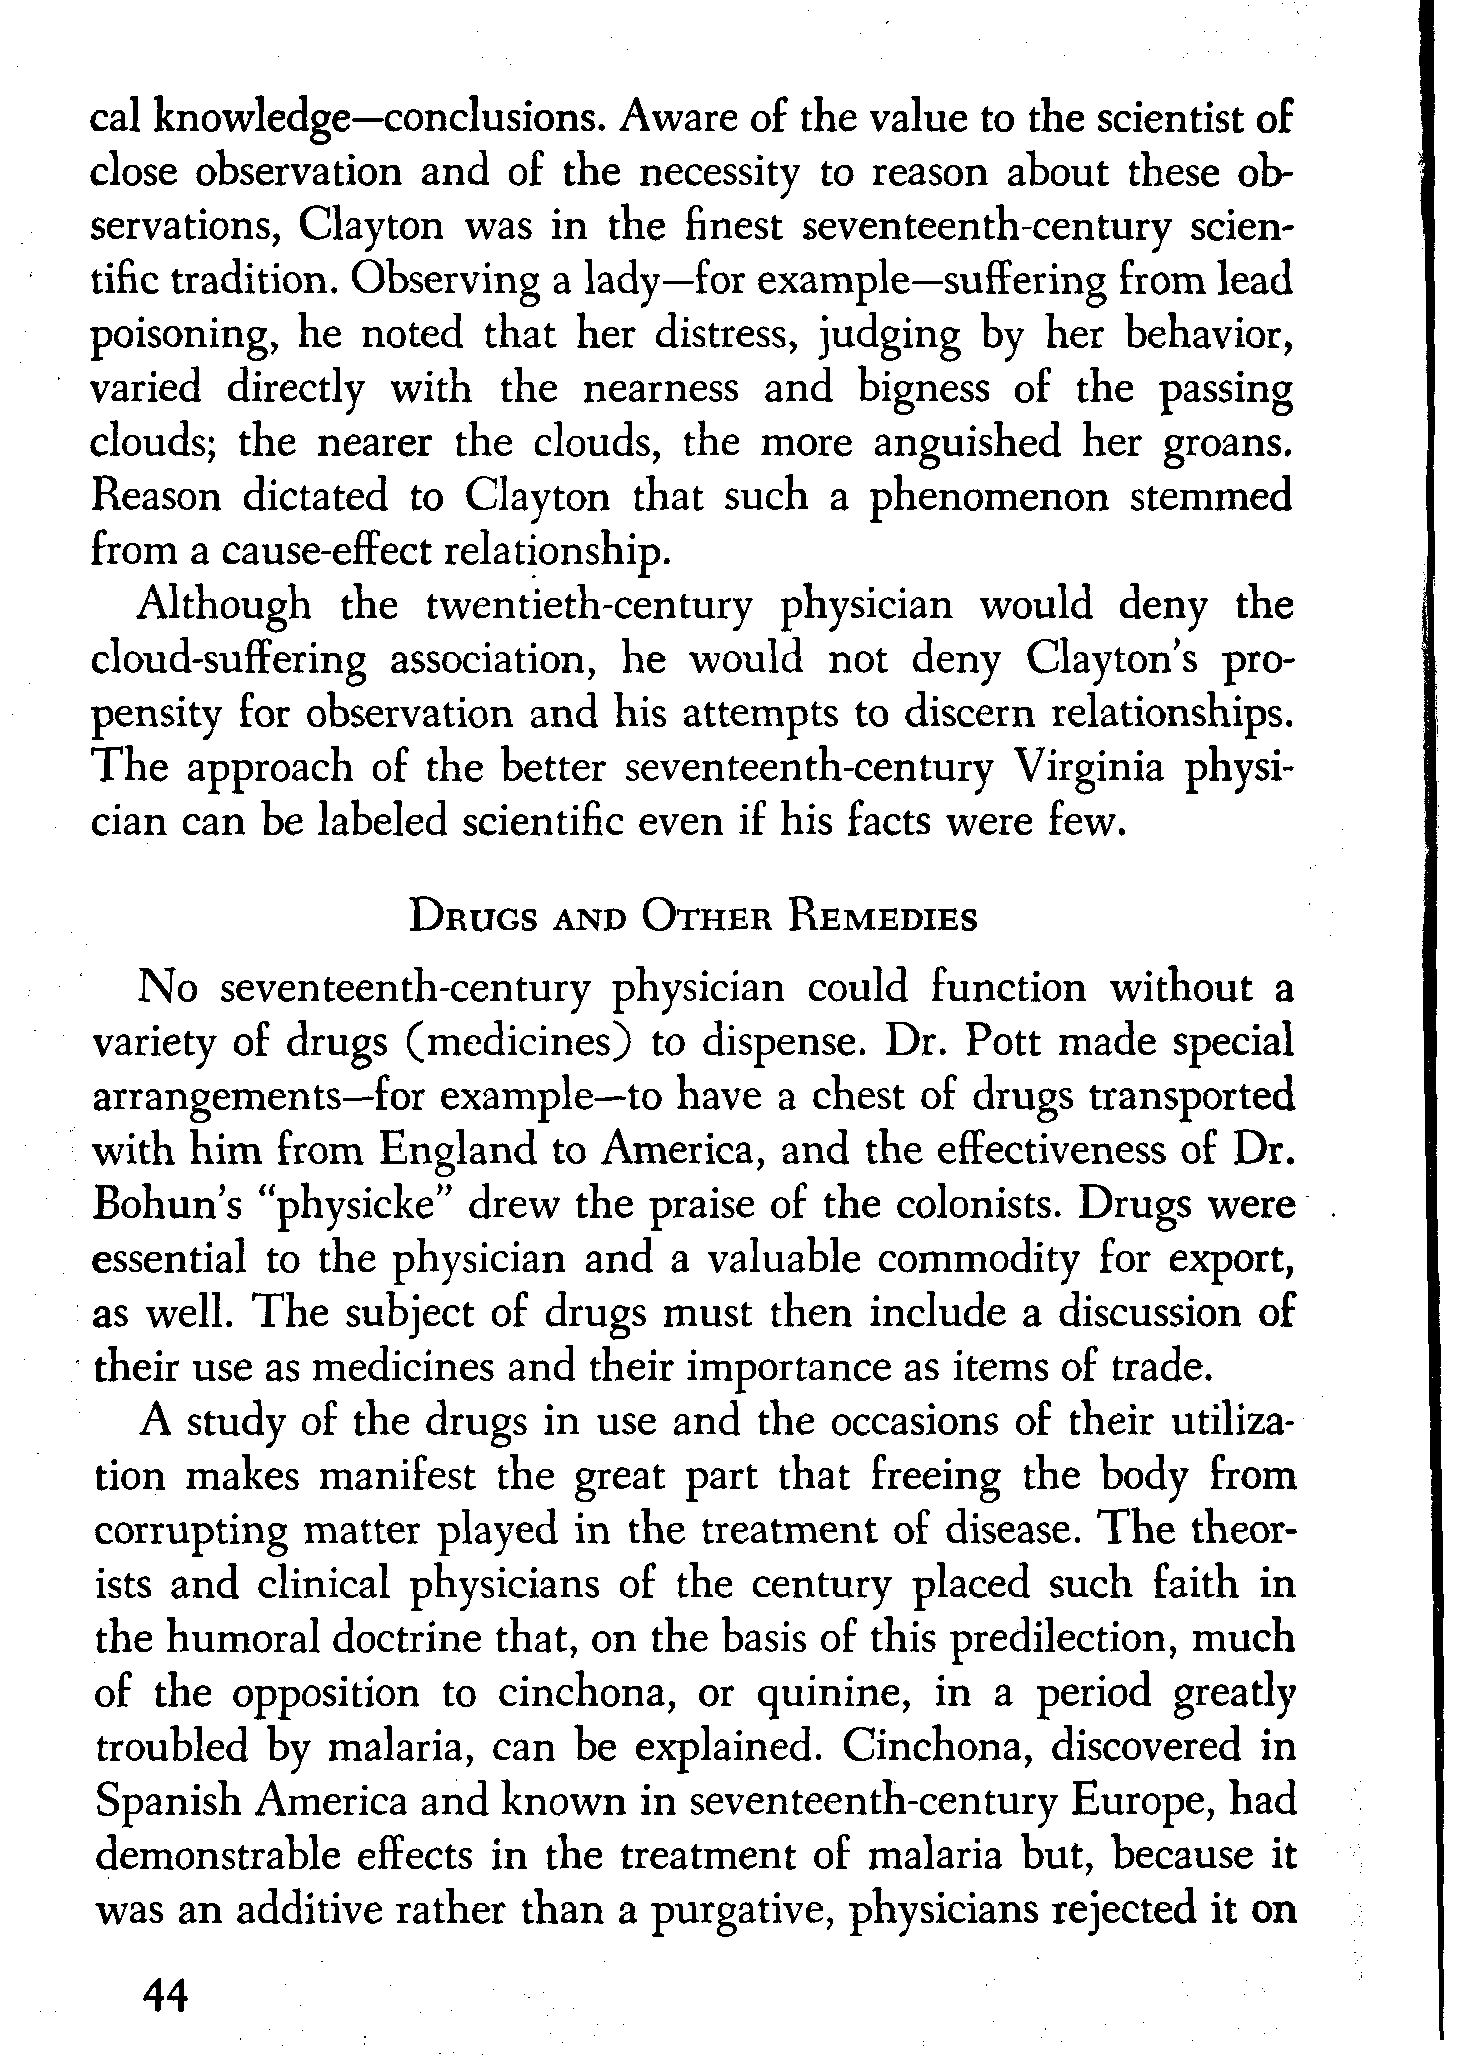 cal knowledge—conclusions. Aware of the value to the scientist of
close observation and of the necessity to reason about these ob-
servations, Clayton was in the finest seventeenth-century scien-
tific tradition. Observing a lady—for example—suffering from lead
poisoning, he noted that her distress, judging by her behavior,
varied directly with the nearness and bigness of the passing
clouds; the nearer the clouds, the more anguished her groans.
Reason dictated to Clayton that such a phenomenon stemmed
from a cause-effect relationship.
Although the twentieth-century physician would deny the
cloud-suffering association, he would not deny Clayton's pro-
pensity for observation and his attempts to discern relationships.
The approach of the better seventeenth-century Virginia physi-
cian can be labeled scientific even if his facts were few.
DRUGS AND OTHER REMEDIES
No seventeenth-century physician could function without a
variety of drugs (medicines) to dispense. Dr. Pott made special
arrangements—for example—to have a chest of drugs transported
with him from England to America, and the effectiveness of Dr.
Bohun's "physicke" drew the praise of the colonists. Drugs were
essential to the physician and a valuable commodity for export,
as well. The subject of drugs must then include a discussion of
their use as medicines and their importance as items of trade.
A study of the drugs in use and the occasions of their utiliza-
tion makes manifest the great part that freeing the body from
corrupting matter played in the treatment of disease. The theor-
ists and clinical physicians of the century placed such faith in
the humoral doctrine that, on the basis of this predilection, much
of the opposition to cinchona, or quinine, in a period greatly
troubled by malaria, can be explained. Cinchona, discovered in
Spanish America and known in seventeenth-century Europe, had
demonstrable effects in the treatment of malaria but, because it
was an additive rather than a purgative, physicians rejected it on
44